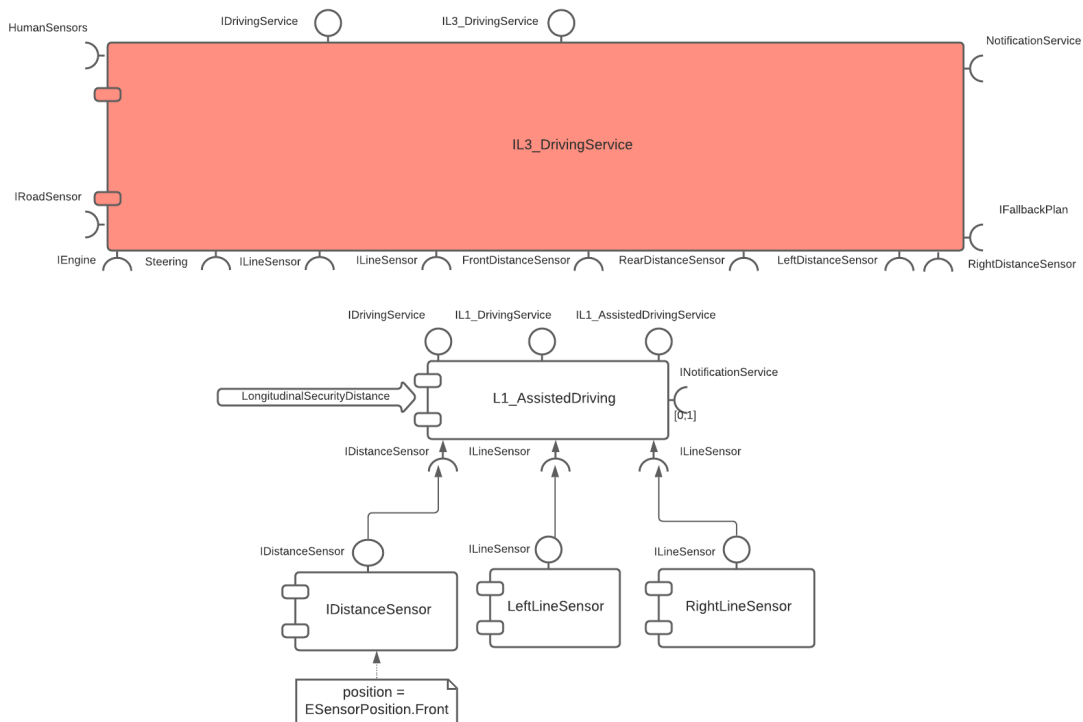 IDrivingService
IL3_DrivingService
HumanSensors
NotificationService
IL3_DrivingService
IRoadSensor
IFallbackPlan
IEngine
Steering
ILineSensor
ILineSensor
FrontDistanceSensor
RearDistanceSensor
LeftDistanceSensor
RightDistanceSensor
IDrivingService
IL1_DrivingService
IL1_AssistedDrivingService
INotificationService
LongitudinalSecurityDistance
L1_AssistedDriving
[0,1]
IDistanceSensor
ILineSensor
ILineSensor
IDistanceSensor
ILineSensor
ILineSensor
IDistanceSensor
LeftLineSensor
RightLineSensor
position =
ESensorPosition.Front